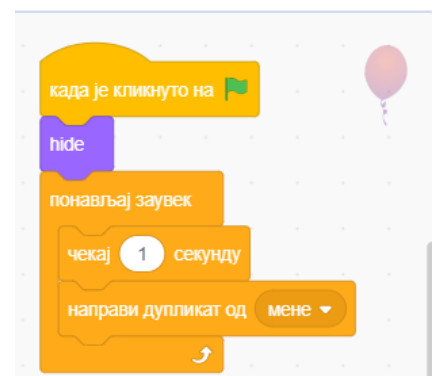 када је кликнуто на
hide
понављај заувек
чекај 1 секунду
направи дупликат од мене